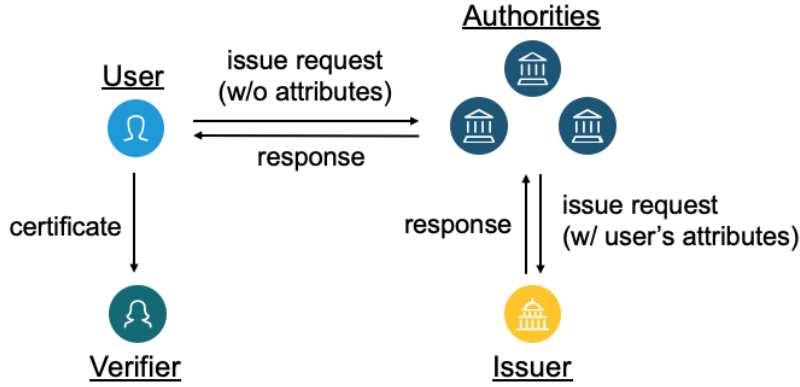 Authorities
User
issue request
(w/o attributes)
response
certificate
response
issue request
(w/ user's attributes)
Verifier
Issuer